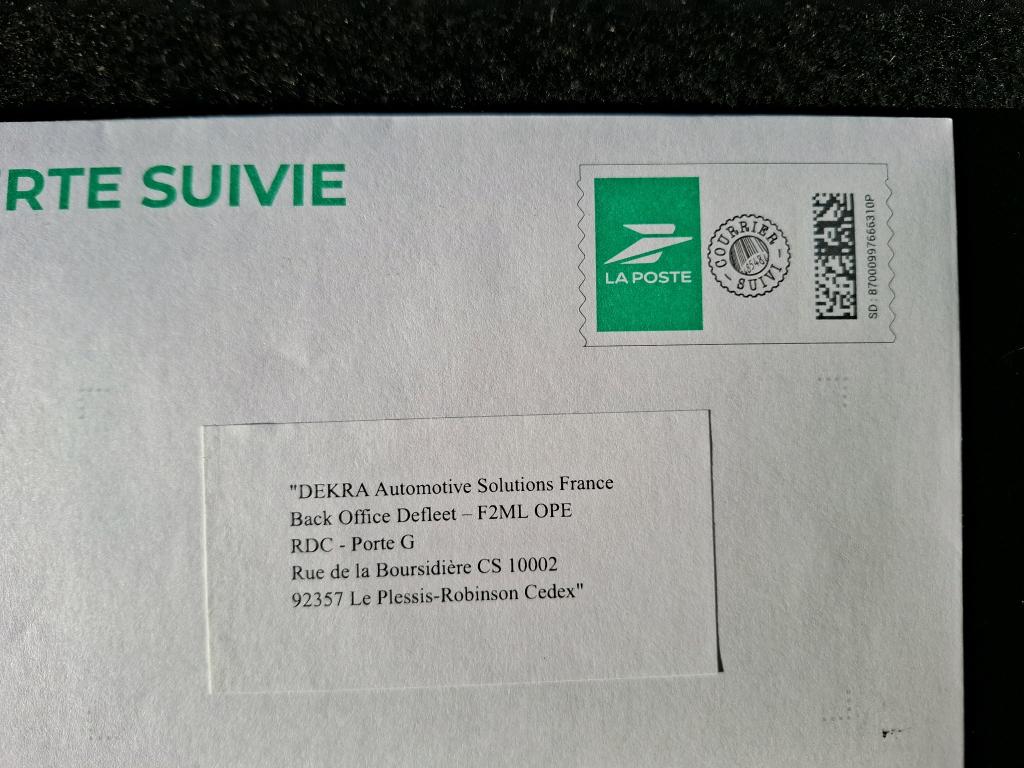 RTE SUIVIE
LA POSTE
COURRIER
SUIVI
SD : 87000997666310P
"DEKRA Automotive Solutions France
Back Office Defleet – F2ML OPE
RDC - Porte G
Rue de la Boursidière CS 10002
92357 Le Plessis-Robinson Cedex"